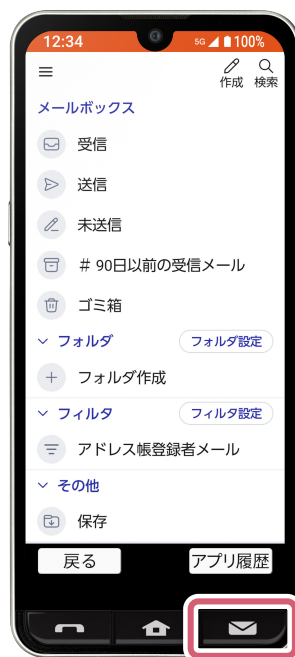 12:34 5G 100%
作成 検索
メールボックス
受信
送信
未送信
# 90日以前の受信メール
ゴミ箱
フォルダ フォルダ設定
フォルダ作成
フィルタ フィルタ設定
アドレス帳登録者メール
その他
保存
戻る アプリ履歴